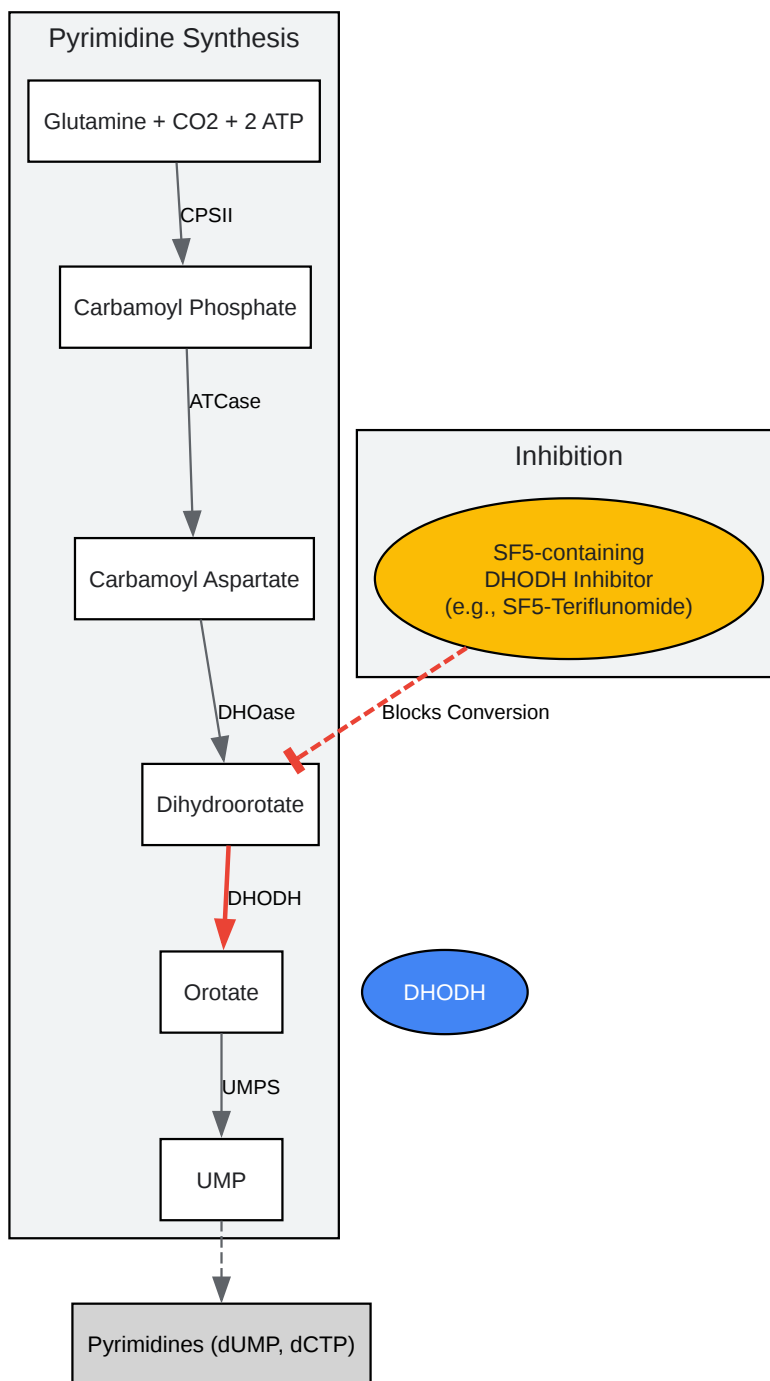 Pyrimidine Synthesis
Glutamine + CO2 + 2 ATP
CPSII
Carbamoyl Phosphate
ATCase
Inhibition
SF5-containing
DHODH Inhibitor
(e.g., SF5-Teriflunomide)
Carbamoyl Aspartate
DHOase
Blocks Conversion
Dihydroorotate
DHODH
Orotate
DHODH
UMPS
UMP
Pyrimidines (dUMP, dCTP)